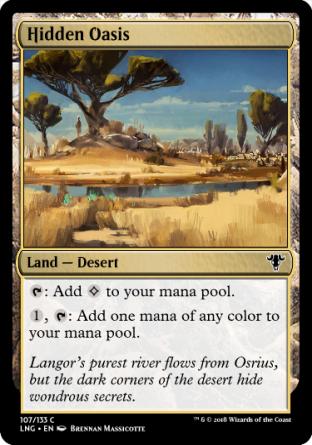 Hidden Oasis
Land — Desert
: Add to your mana pool.
1, : Add one mana of any color to
your mana pool.
Langor's purest river flows from Osrius,
but the dark corners of the desert hide
wondrous secrets.
107/133 C
LNG • EN Brennan Massicotte
™ & © 2018 Wizards of the Coast